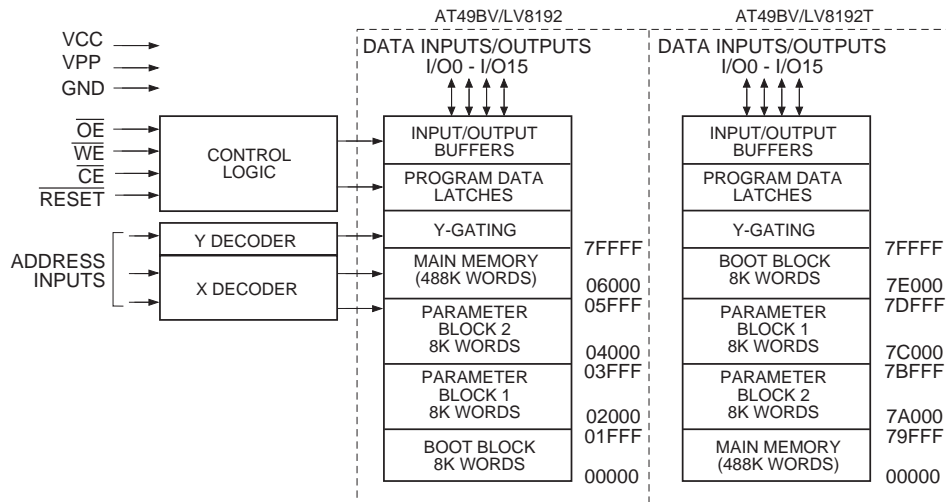 AT49BV/LV8192
AT49BV/LV8192T
VCC
VPP
GND
OE
WE
CE
RESET
ADDRESS
INPUTS
CONTROL
LOGIC
Y DECODER
X DECODER
DATA INPUTS/OUTPUTS
I/O0 - I/O15
INPUT/OUTPUT
BUFFERS
PROGRAM DATA
LATCHES
Y-GATING
7FFFF
MAIN MEMORY
(488K WORDS)
06000
05FFF
PARAMETER
BLOCK 2
8K WORDS
04000
03FFF
PARAMETER
BLOCK 1
8K WORDS
02000
01FFF
BOOT BLOCK
8K WORDS
00000
DATA INPUTS/OUTPUTS
I/O0 - I/O15
INPUT/OUTPUT
BUFFERS
PROGRAM DATA
LATCHES
Y-GATING
7FFFF
BOOT BLOCK
8K WORDS
7E000
7DFFF
PARAMETER
BLOCK 1
8K WORDS
7C000
7BFFF
PARAMETER
BLOCK 2
8K WORDS
7A000
79FFF
MAIN MEMORY
(488K WORDS)
00000